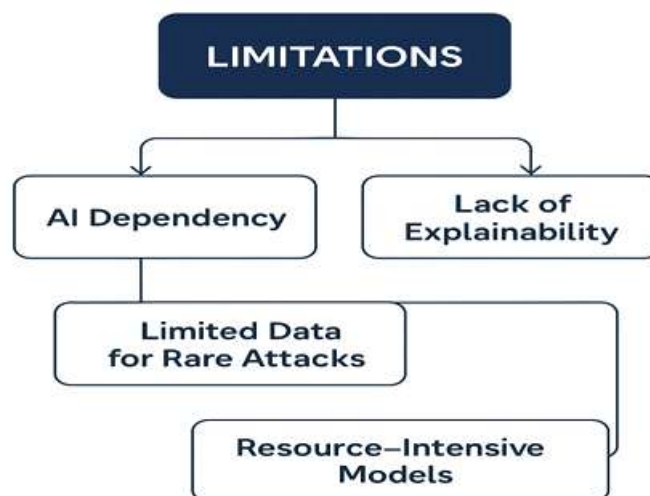 LIMITATIONS
AI Dependency
Lack of
Explainability
Limited Data
for Rare Attacks
Resource–Intensive
Models